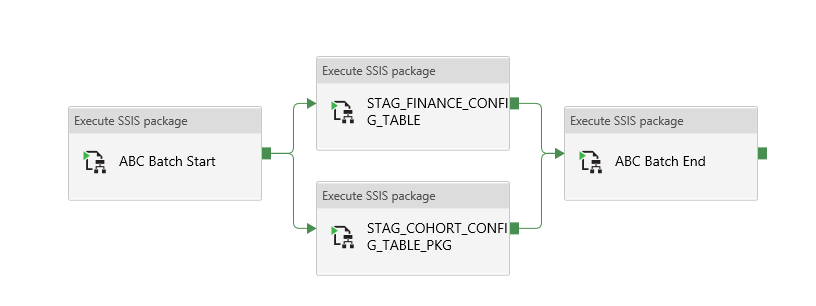 Execute SSIS package
ABC Batch Start
Execute SSIS package
STAG_FINANCE_CONFI
G_TABLE
Execute SSIS package
STAG_COHORT_CONFI
G_TABLE_PKG
Execute SSIS package
ABC Batch End